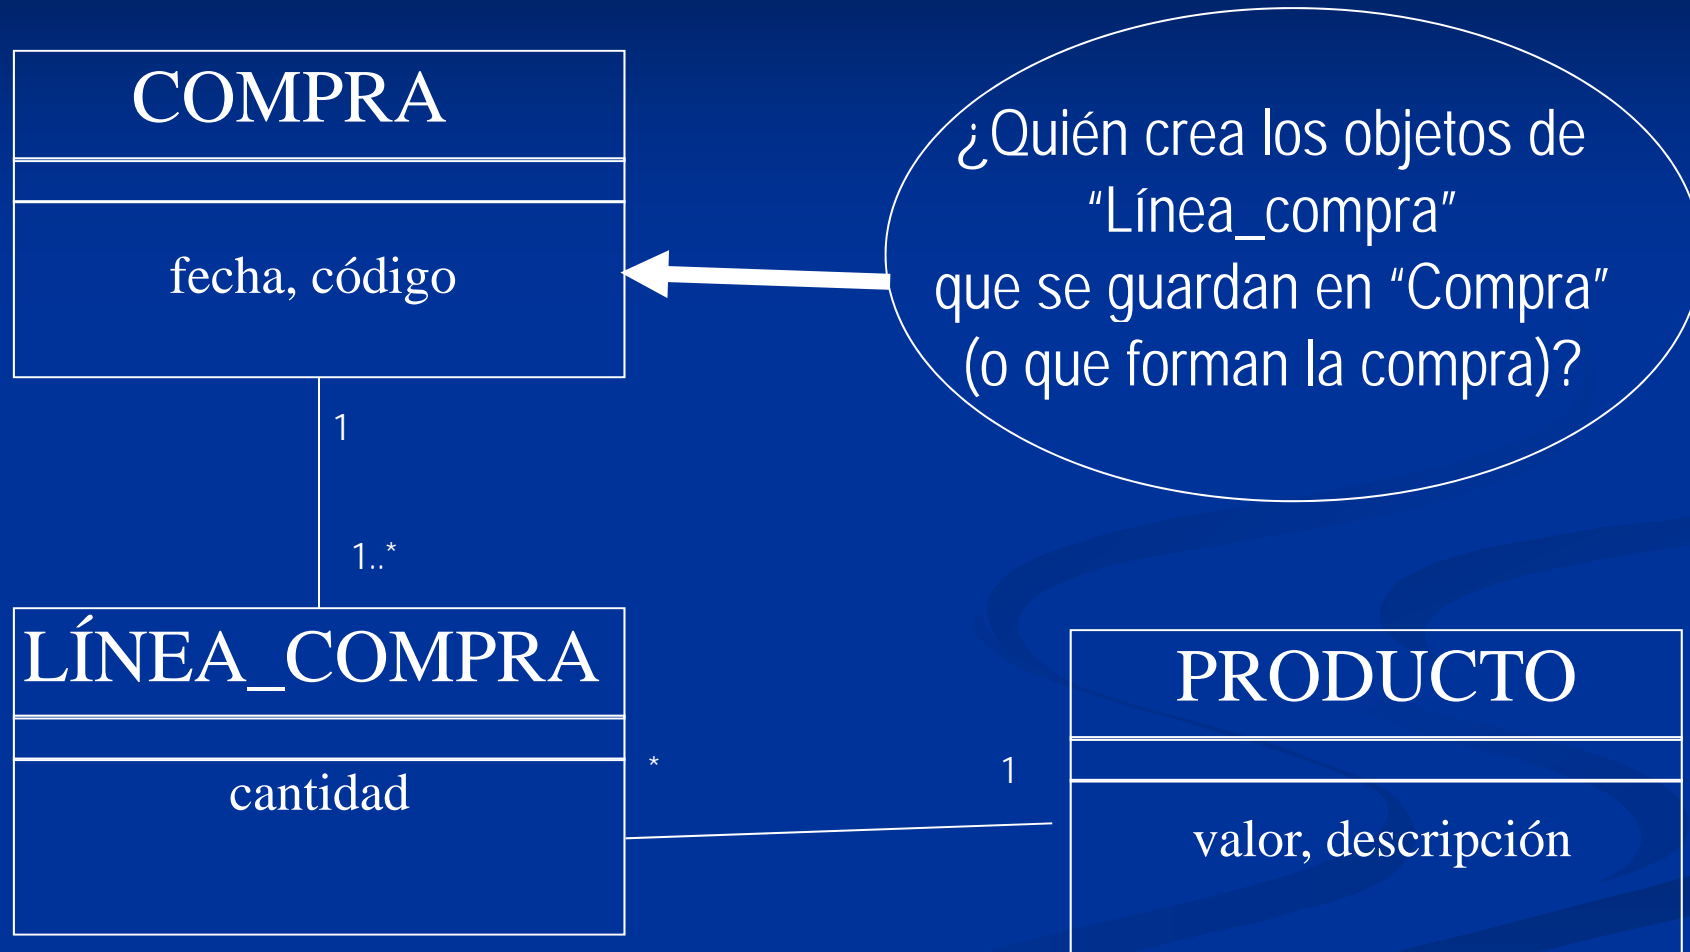 COMPRA
fecha, código
¿Quién crea los objetos de
“Línea_compra”
que se guardan en “Compra”
(o que forman la compra)?
1
1..*
LÍNEA_COMPRA
cantidad
*
1
PRODUCTO
valor, descripción